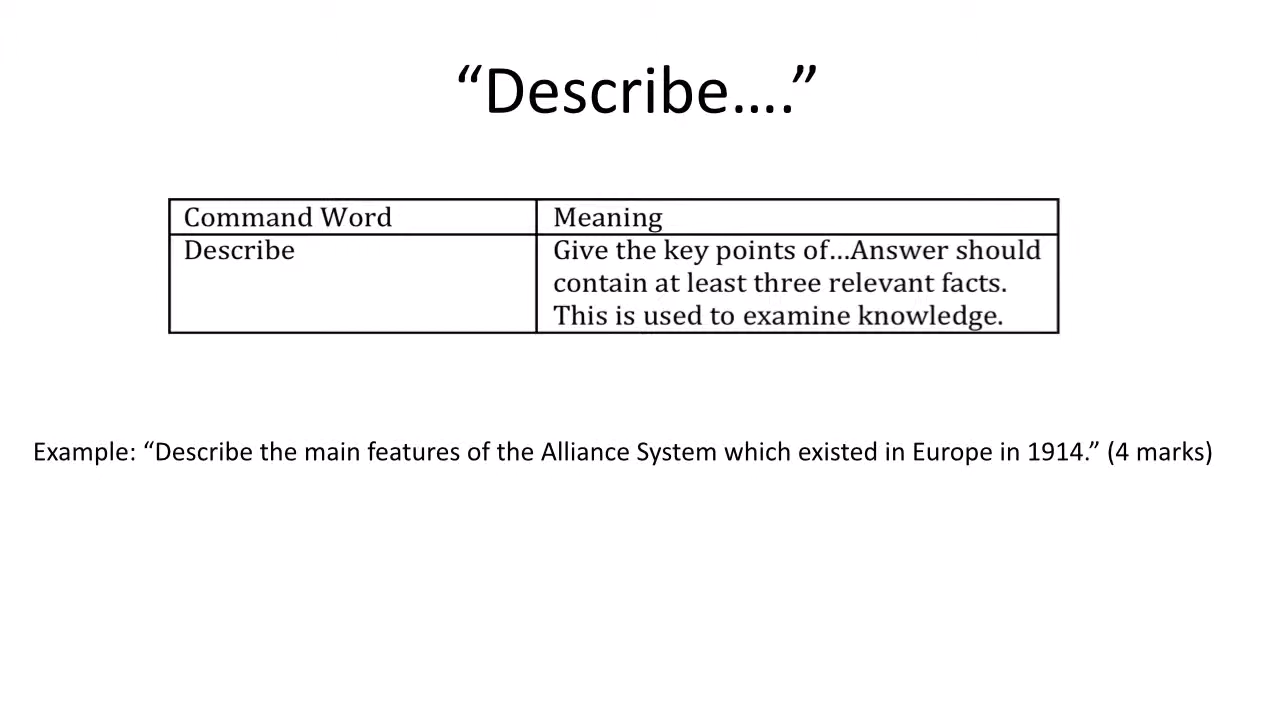 “Describe….”
Command Word
Meaning
Describe
Give the key points of…Answer should
contain at least three relevant facts.
This is used to examine knowledge.
Example: “Describe the main features of the Alliance System which existed in Europe in 1914.” (4 marks)